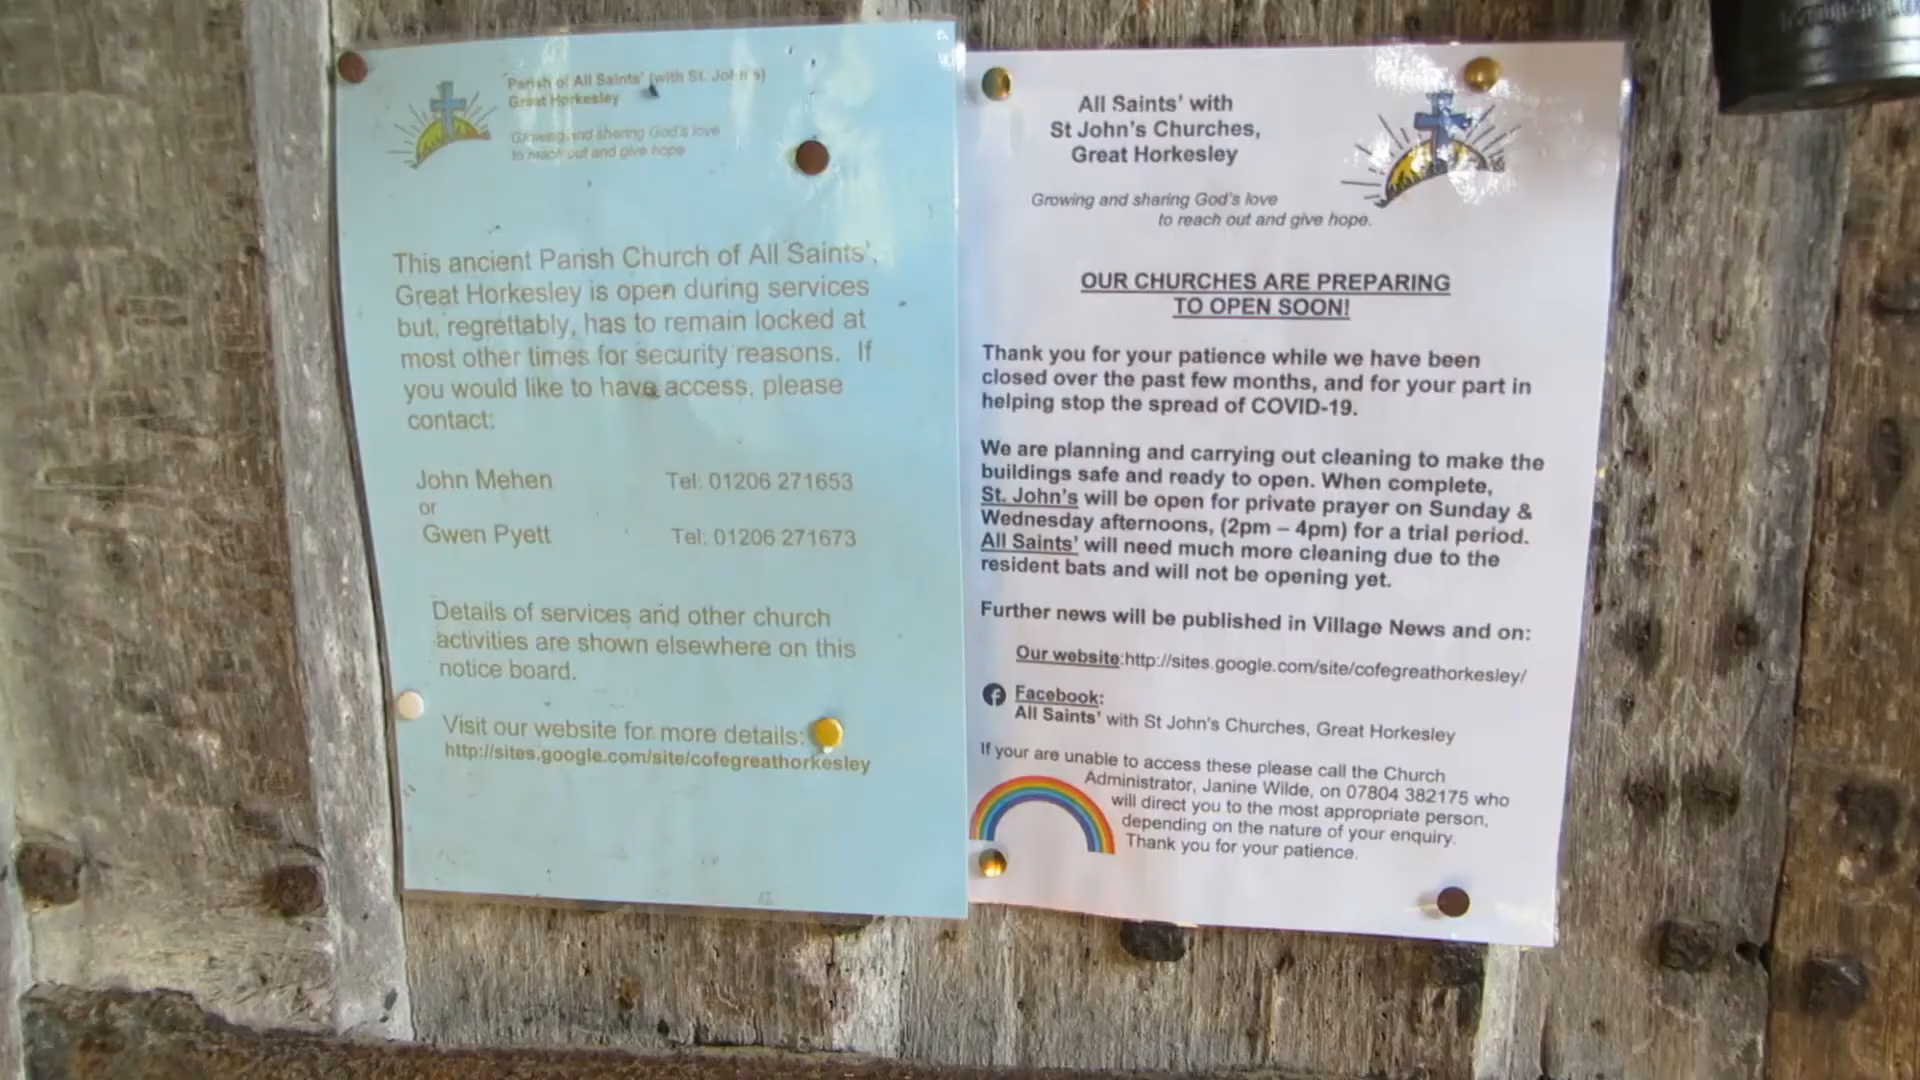 Parish of All Saints' (with St. John's)
Great Horkesley
Growing and sharing God's love
to reach out and give hope
This ancient Parish Church of All Saints',
Great Horkesley is open during services
but, regrettably, has to remain locked at
most other times for security reasons. If
you would like to have access, please
contact:
John Mehen Tel: 01206 271653
or
Gwen Pyett Tel: 01206 271673
Details of services and other church
activities are shown elsewhere on this
notice board.
Visit our website for more details:
http://sites.google.com/site/cofegreathorkesley
All Saints' with
St John's Churches,
Great Horkesley
Growing and sharing God's love
to reach out and give hope.
OUR CHURCHES ARE PREPARING
TO OPEN SOON!
Thank you for your patience while we have been
closed over the past few months, and for your part in
helping stop the spread of COVID-19.
We are planning and carrying out cleaning to make the
buildings safe and ready to open. When complete,
St. John's will be open for private prayer on Sunday &
Wednesday afternoons, (2pm – 4pm) for a trial period.
All Saints' will need much more cleaning due to the
resident bats and will not be opening yet.
Further news will be published in Village News and on:
Our website:http://sites.google.com/site/cofegreathorkesley/
Facebook:
All Saints' with St John's Churches, Great Horkesley
If your are unable to access these please call the Church
Administrator, Janine Wilde, on 07804 382175 who
will direct you to the most appropriate person,
depending on the nature of your enquiry.
Thank you for your patience.